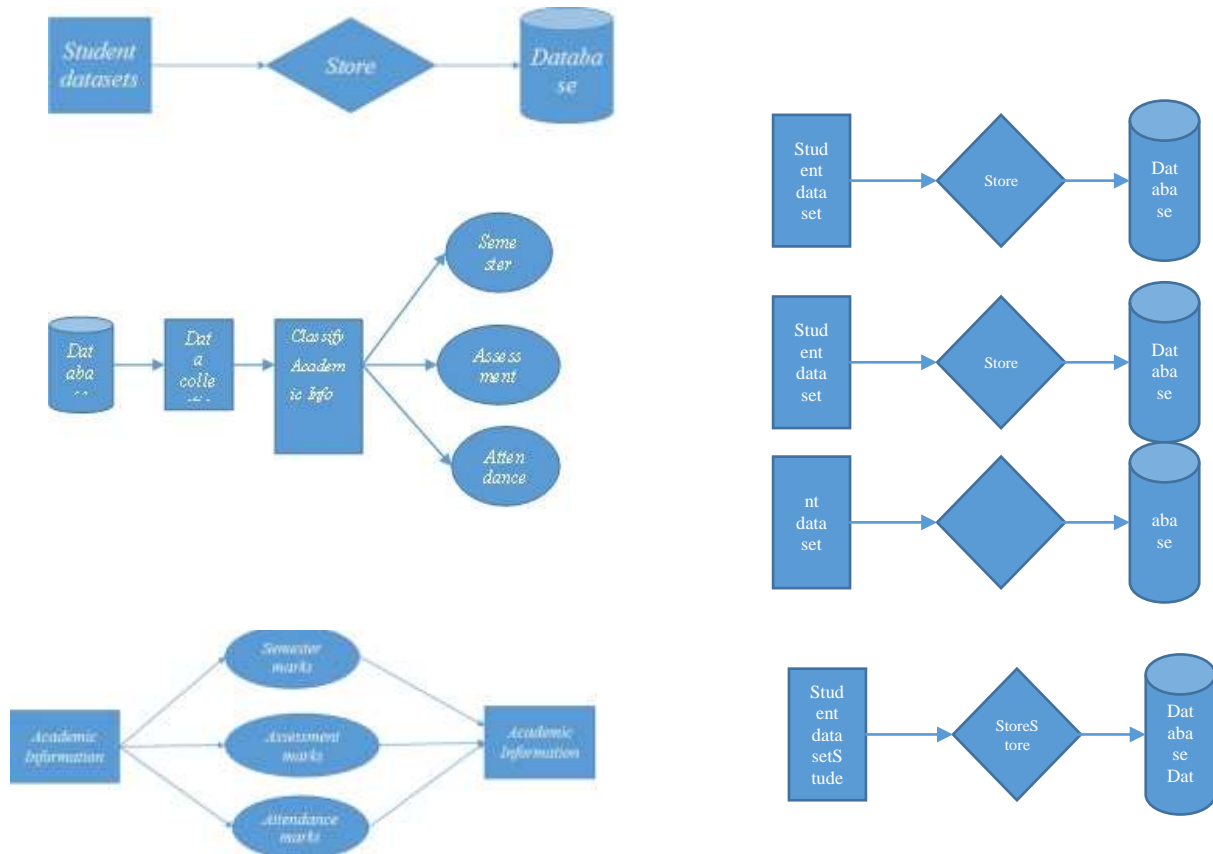 Student
datasets
Store
Databa
se
Seme
ster
Dat
aba
Dat
a
colle
Classify
Academ
ic Info
Assess
ment
Atten
dance
Semester
marks
Academic
Information
Assessment
marks
Academic
Information
Attendance
marks
Stud
ent
data
set
Store
Dat
aba
se
Stud
ent
data
set
Store
Dat
aba
se
nt
data
set
aba
se
Stud
ent
data
setS
tude
StoreS
tore
Dat
aba
se
Dat